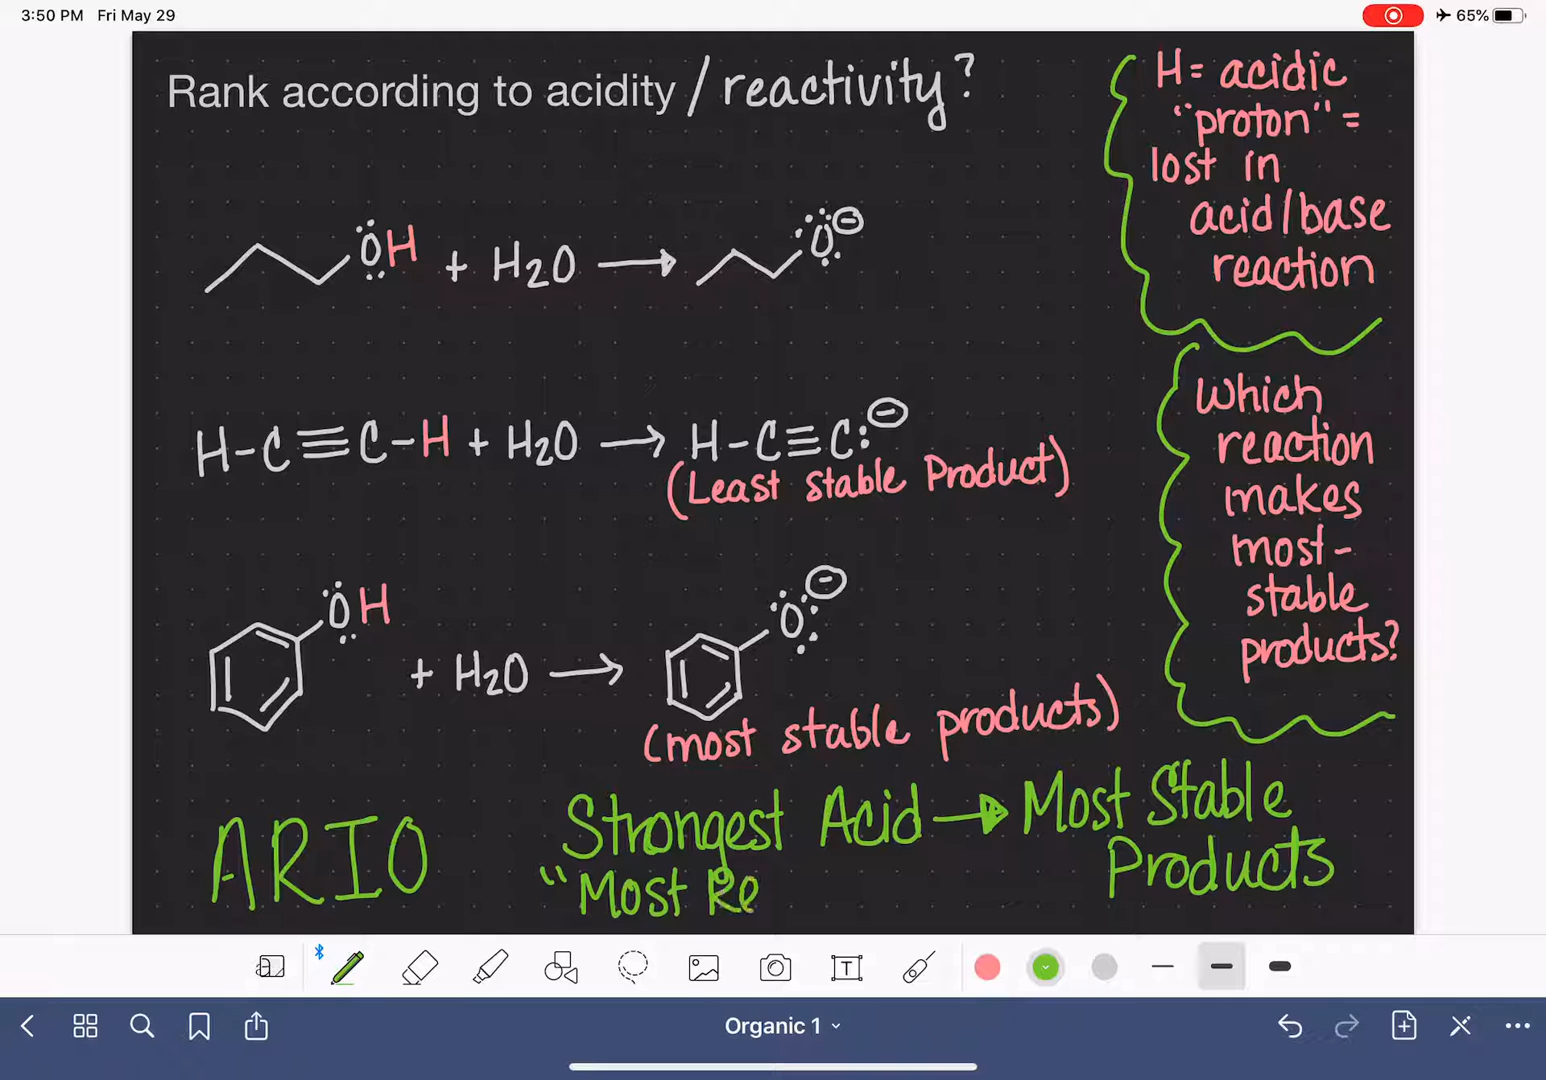 3:50 PM Fri May 29
65%
Rank according to acidity / reactivity?
H = acidic
"proton" =
lost in
acid/base
reaction
OH + H2O → O⊖
Which
reaction
makes
most-
stable
products?
H-C≡C-H + H2O → H-C≡C:⊖
(Least stable Product)
OH + H2O → O⊖
(most stable products)
ARIO
Strongest Acid → Most Stable
Products
"Most Re
T
Organic 1